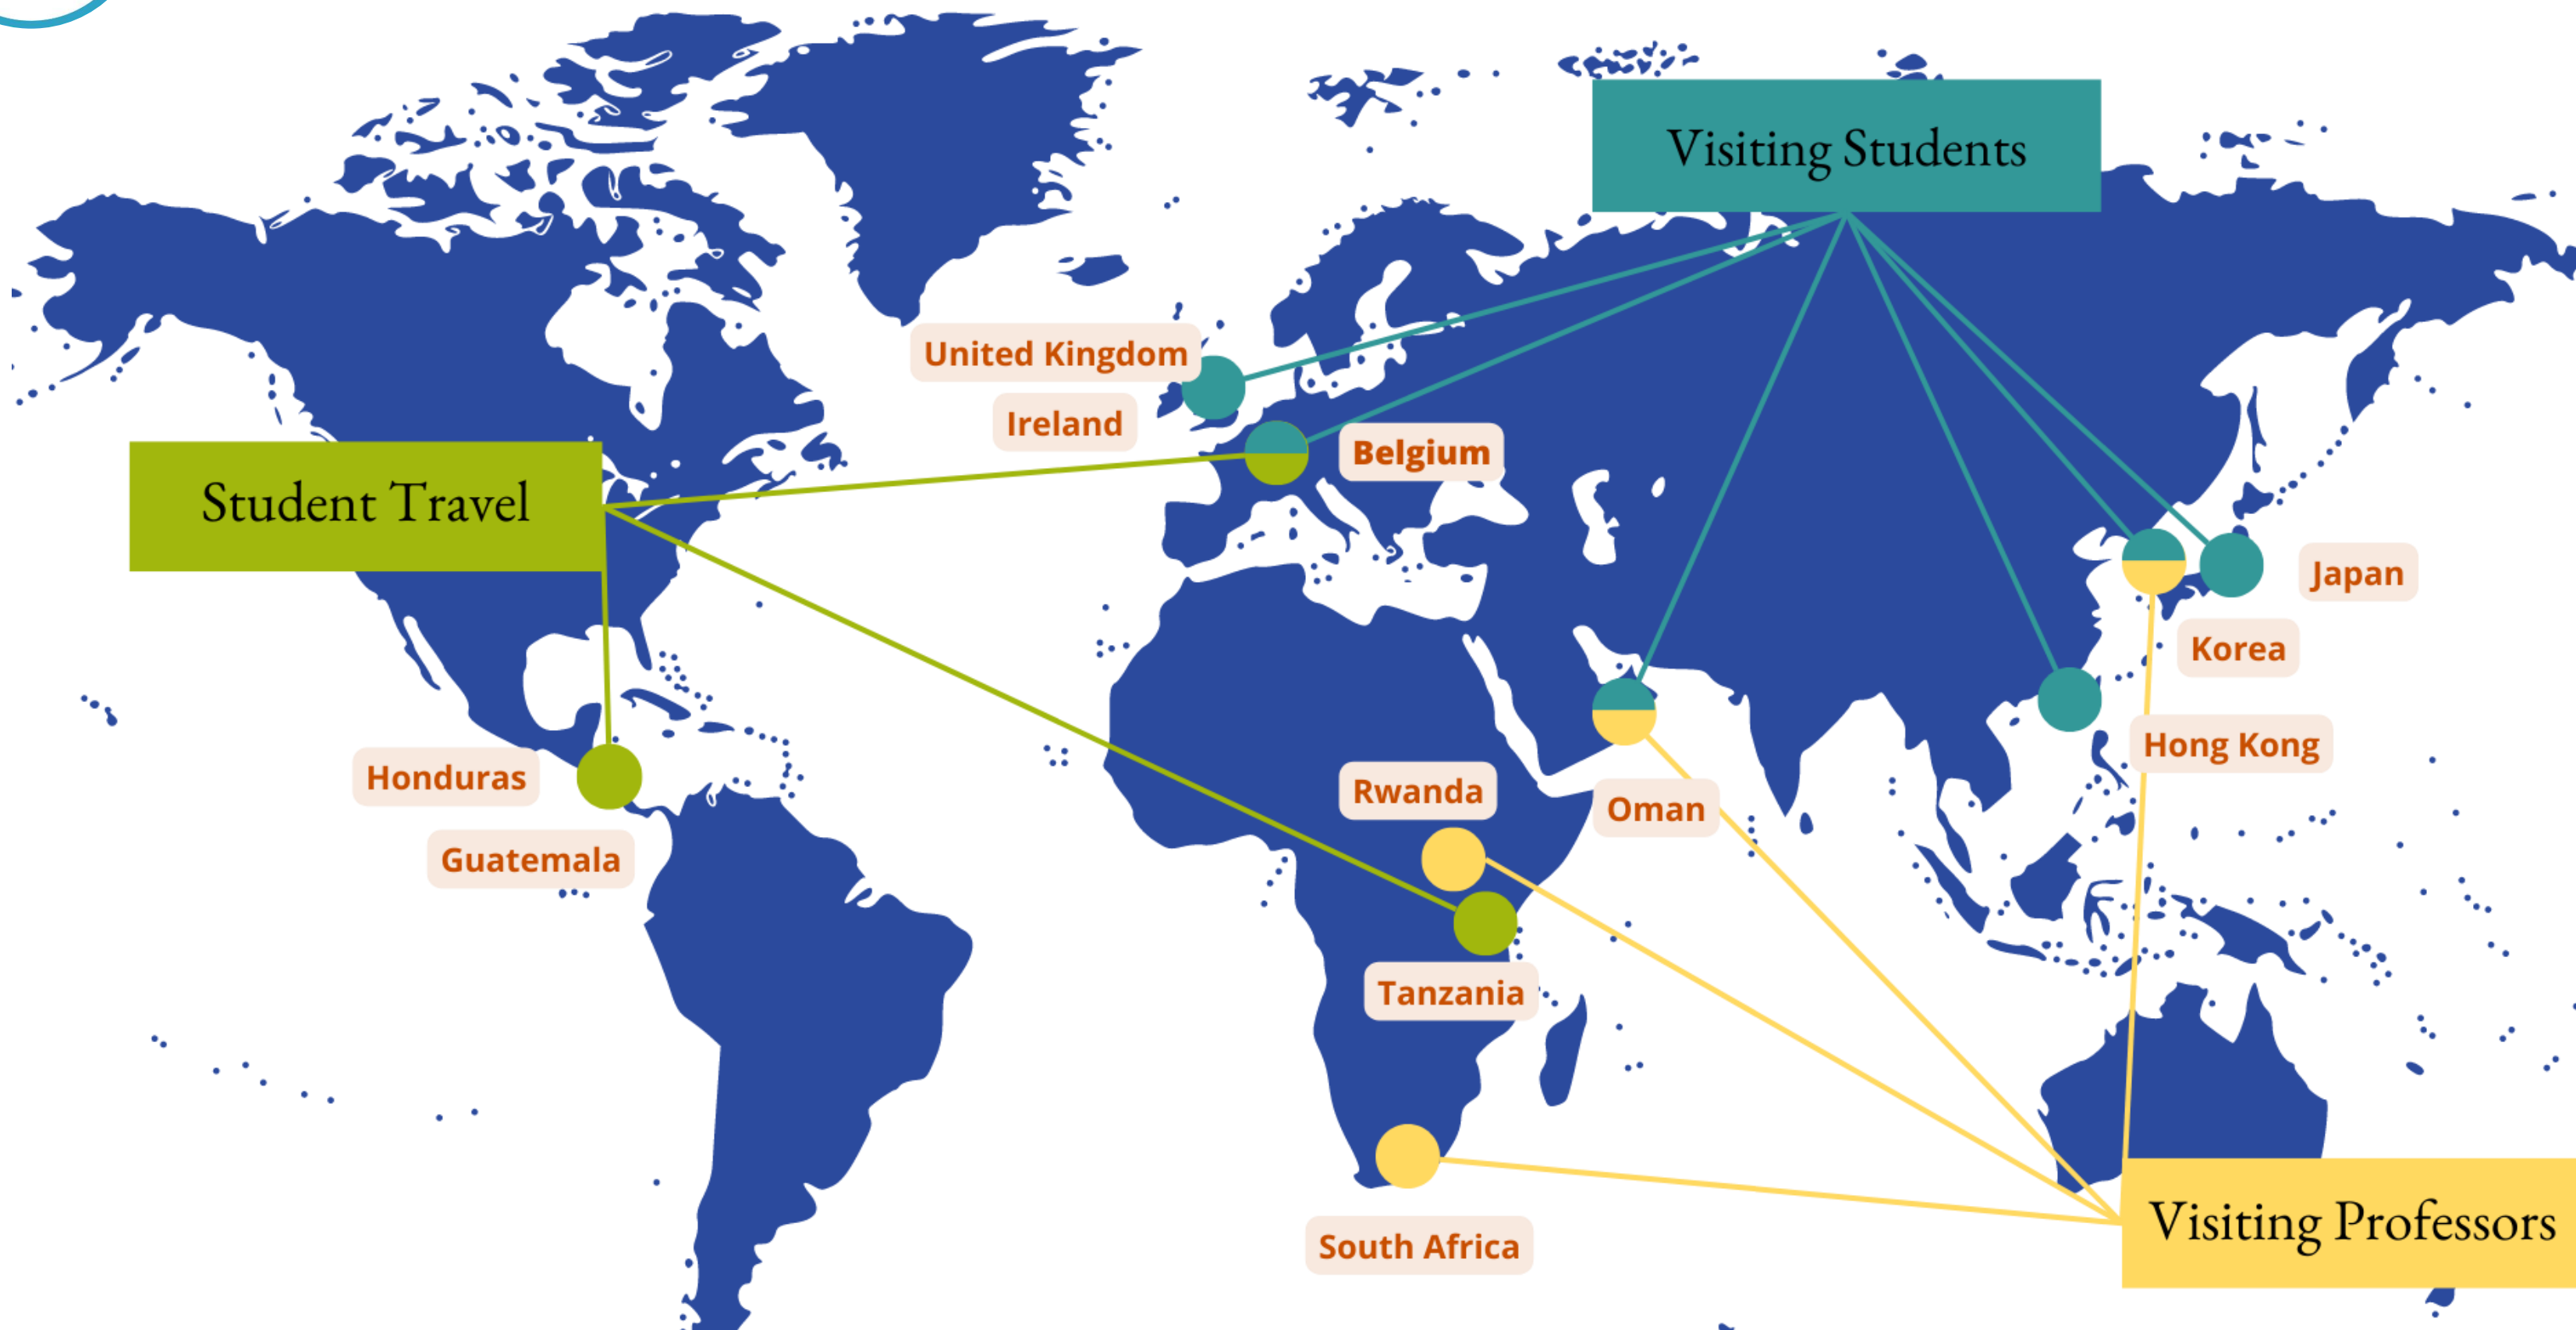 Visiting Students
United Kingdom
Ireland
Belgium
Student Travel
Japan
Korea
Hong Kong
Honduras
Rwanda
Oman
Guatemala
Tanzania
Visiting Professors
South Africa